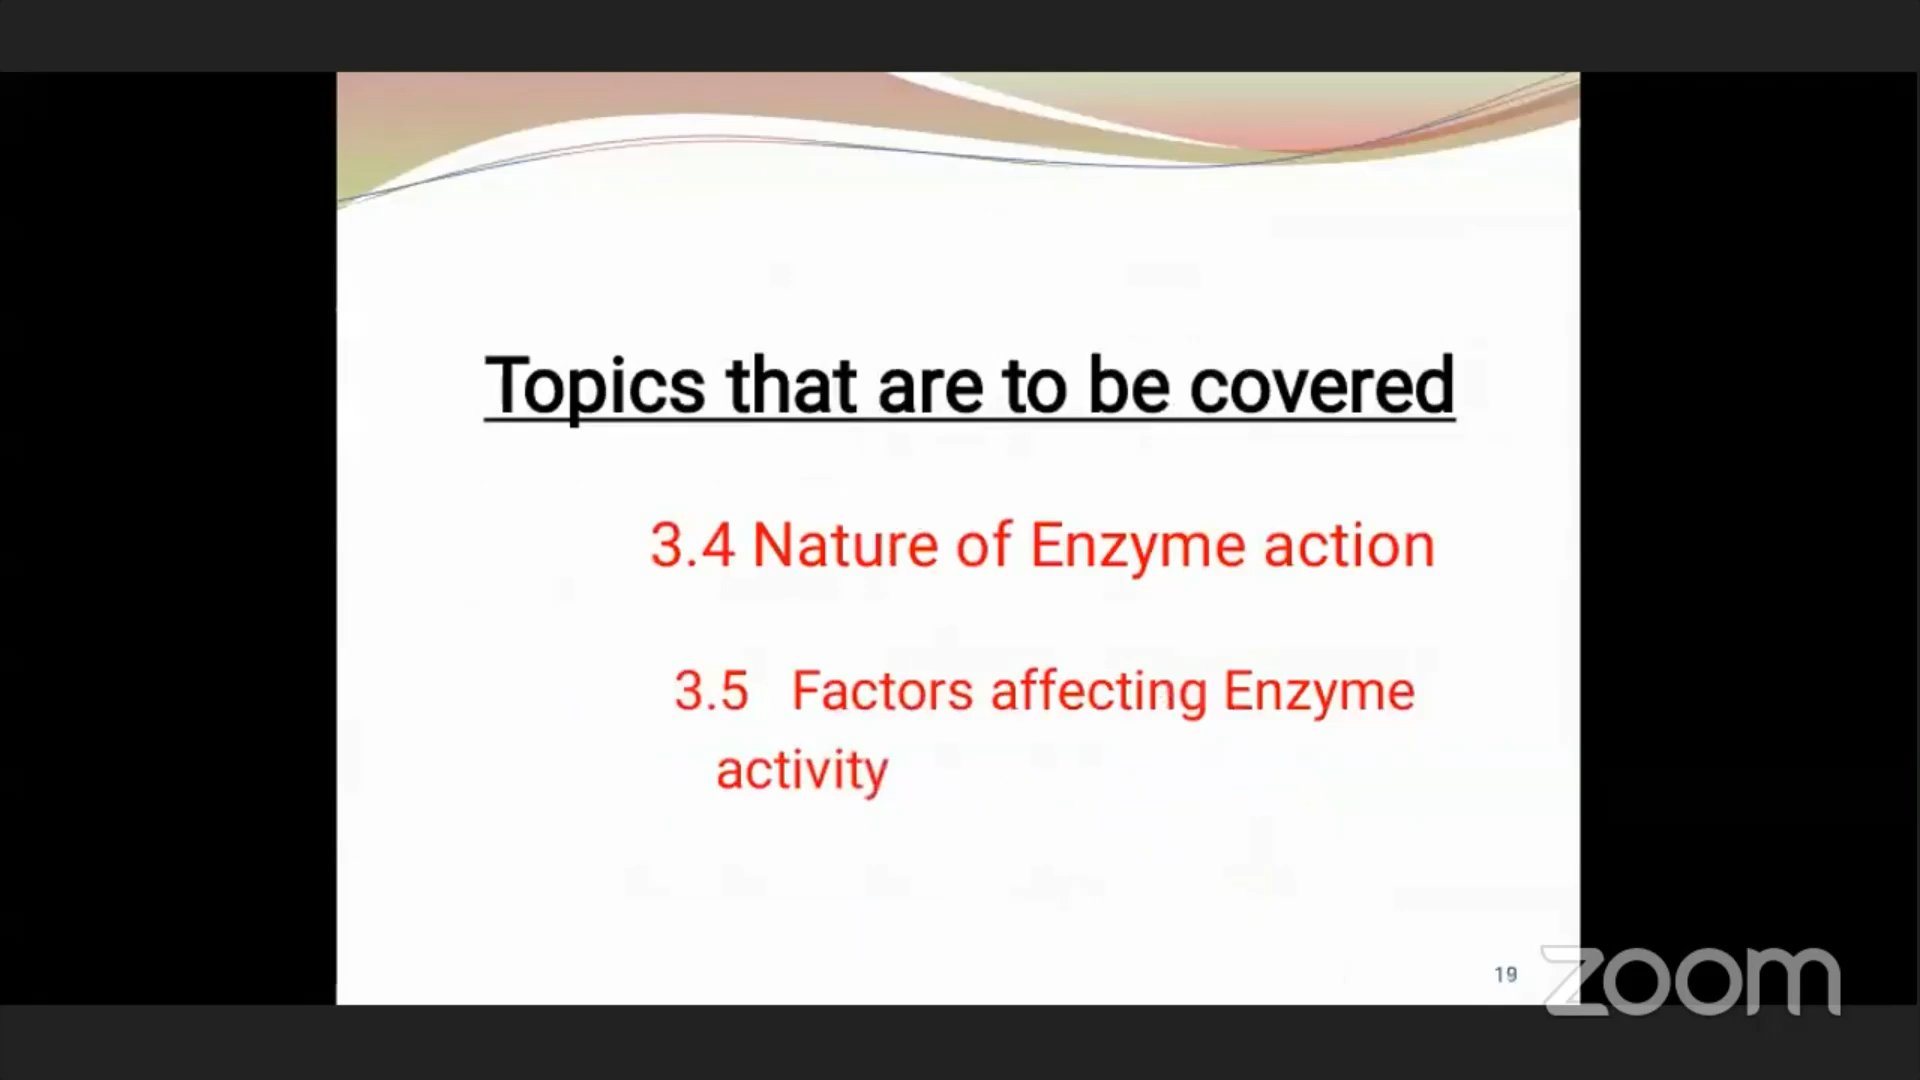 Topics that are to be covered
3.4 Nature of Enzyme action
3.5 Factors affecting Enzyme
activity
19
zoom